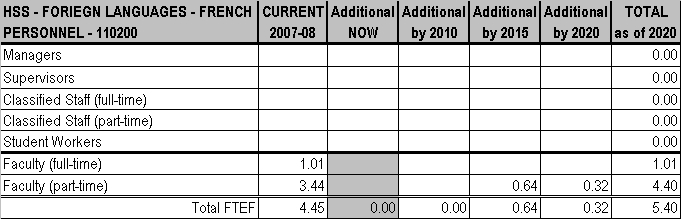 HSS - FORIEGN LANGUAGES - FRENCH CURRENT Additional Additional Additional Additional TOTAL
PERSONNEL - 110200 2007-08 NOW by 2010 by 2015 by 2020 as of 2020
Managers 0.00
Supervisors 0.00
Classified Staff (full-time) 0.00
Classified Staff (part-time) 0.00
Student Workers 0.00
Faculty (full-time) 1.01 1.01
Faculty (part-time) 3.44 0.64 0.32 4.40
Total FTEF 4.45 0.00 0.00 0.64 0.32 5.40